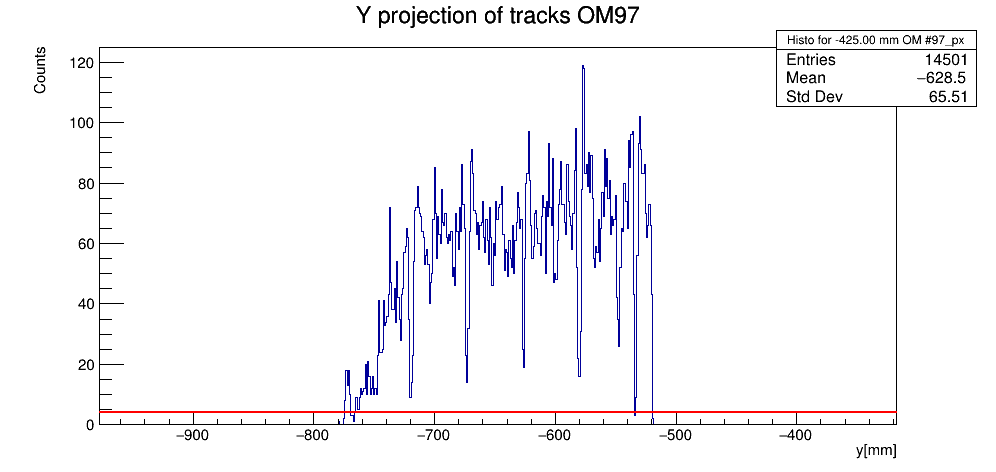 Y projection of tracks OM97
Histo for -425.00 mm OM #97_px
Entries 14501
Mean −628.5
Std Dev 65.51
Counts
120
100
80
60
40
20
0
−900 −800 −700 −600 −500 −400
y[mm]